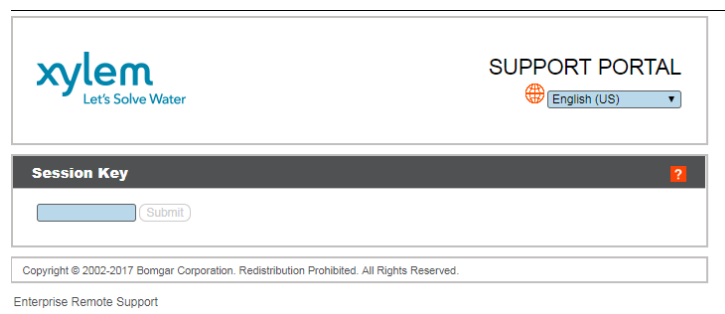 xylem
Let's Solve Water
SUPPORT PORTAL
English (US)
Session Key
?
Submit
Copyright © 2002-2017 Bomgar Corporation. Redistribution Prohibited. All Rights Reserved.
Enterprise Remote Support